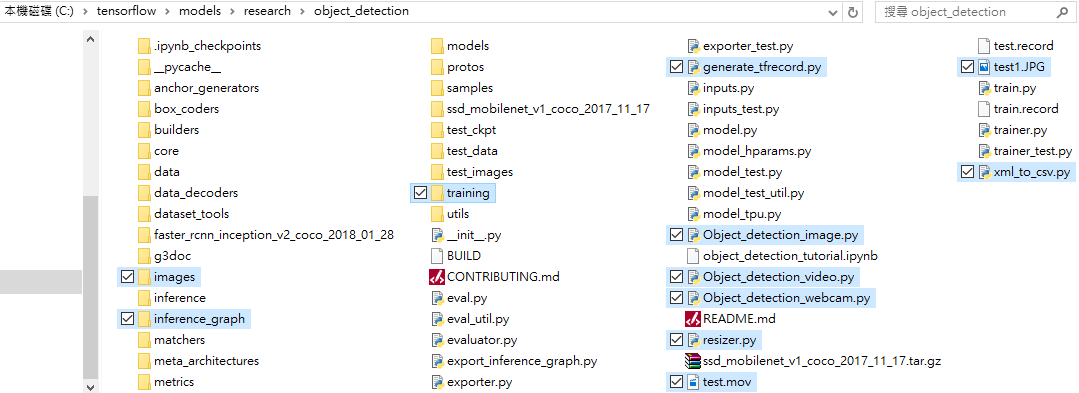 本機磁碟 (C:) › tensorflow › models › research › object_detection
搜尋 object_detection
.ipynb_checkpoints
__pycache__
anchor_generators
box_coders
builders
core
data
data_decoders
dataset_tools
faster_rcnn_inception_v2_coco_2018_01_28
g3doc
images
inference
inference_graph
matchers
meta_architectures
metrics
models
protos
samples
ssd_mobilenet_v1_coco_2017_11_17
test_ckpt
test_data
test_images
training
utils
__init__.py
BUILD
CONTRIBUTING.md
eval.py
eval_util.py
evaluator.py
export_inference_graph.py
exporter.py
exporter_test.py
generate_tfrecord.py
inputs.py
inputs_test.py
model.py
model_hparams.py
model_test.py
model_test_util.py
model_tpu.py
Object_detection_image.py
object_detection_tutorial.ipynb
Object_detection_video.py
Object_detection_webcam.py
README.md
resizer.py
ssd_mobilenet_v1_coco_2017_11_17.tar.gz
test.mov
test.record
test1.JPG
train.py
train.record
trainer.py
trainer_test.py
xml_to_csv.py